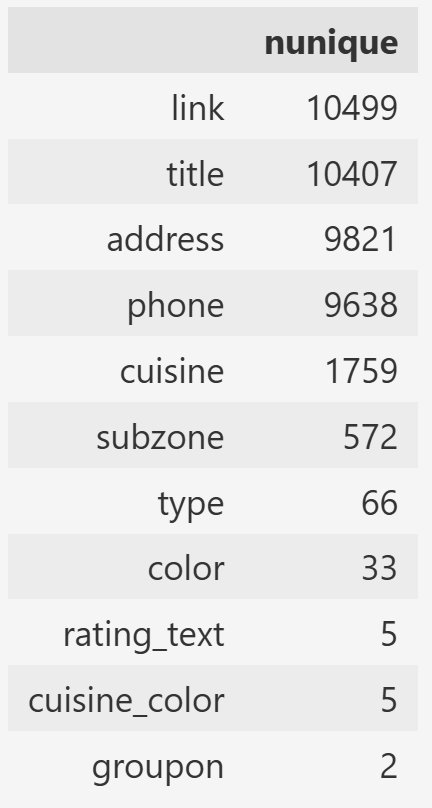 nunique
link 10499
title 10407
address 9821
phone 9638
cuisine 1759
subzone 572
type 66
color 33
rating_text 5
cuisine_color 5
groupon 2